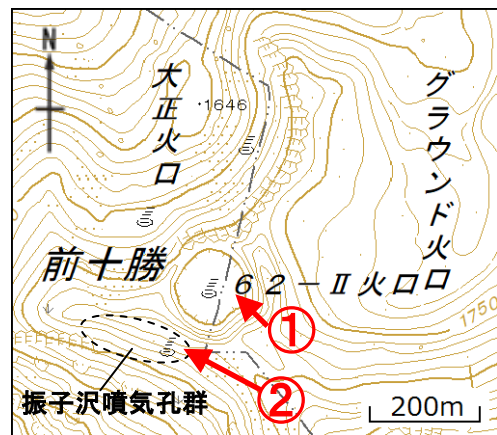 N
大正火口
・1646
グラウンド火口
前十勝
62-Ⅱ火口
①
1750
②
振子沢噴気孔群
200m